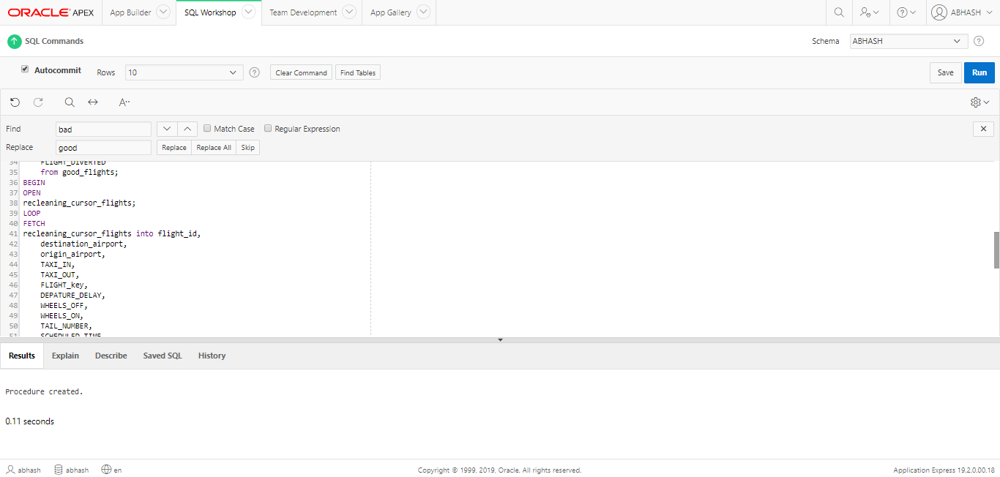 ORACLE APEX App Builder SQL Workshop Team Development App Gallery ABHASH
SQL Commands Schema ABHASH
Autocommit Rows 10 Clear Command Find Tables Save Run
A
Find bad Match Case Regular Expression
Replace good Replace Replace All Skip
34 FLIGHT_DIVERTED
35 from good_flights;
36 BEGIN
37 OPEN
38 recleaning_cursor_flights;
39 LOOP
40 FETCH
41 recleaning_cursor_flights into flight_id,
42 destination_airport,
43 origin_airport,
44 TAXI_IN,
45 TAXI_OUT,
46 FLIGHT_key,
47 DEPATURE_DELAY,
48 WHEELS_OFF,
49 WHEELS_ON,
50 TAIL_NUMBER,
51 SCHEDULED_TIME
Results Explain Describe Saved SQL History
Procedure created.
0.11 seconds
abhash abhash en Copyright © 1999, 2019, Oracle. All rights reserved. Application Express 19.2.0.00.18